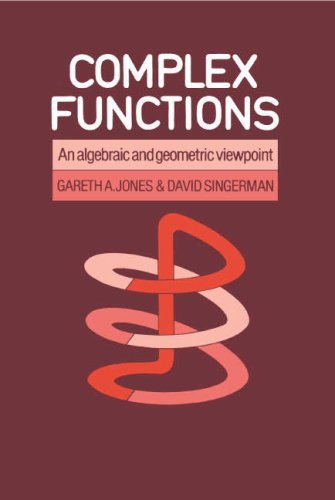 COMPLEX
FUNCTIONS
An algebraic and geometric viewpoint
GARETH A. JONES & DAVID SINGERMAN